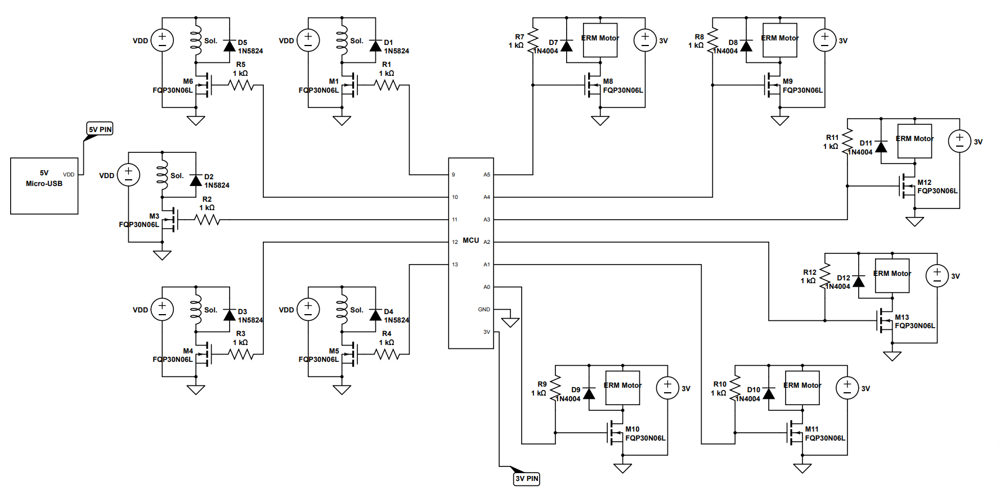 VDD
Sol.
D5
1N5824
R5
1 kΩ
M6
FQP30N06L
VDD
Sol.
D1
1N5824
R1
1 kΩ
M1
FQP30N06L
R7
1 kΩ
D7
1N4004
ERM Motor
3V
M8
FQP30N06L
R8
1 kΩ
D8
1N4004
ERM Motor
3V
M9
FQP30N06L
5V PIN
5V
Micro-USB
VDD
VDD
Sol.
D2
1N5824
R2
1 kΩ
M3
FQP30N06L
R11
1 kΩ
D11
1N4004
ERM Motor
3V
M12
FQP30N06L
9
10
11
12
13
MCU
A5
A4
A3
A2
A1
A0
GND
3V
R12
1 kΩ
D12
1N4004
ERM Motor
3V
M13
FQP30N06L
VDD
Sol.
D3
1N5824
R3
1 kΩ
M4
FQP30N06L
VDD
Sol.
D4
1N5824
R4
1 kΩ
M5
FQP30N06L
R9
1 kΩ
D9
1N4004
ERM Motor
3V
M10
FQP30N06L
R10
1 kΩ
D10
1N4004
ERM Motor
3V
M11
FQP30N06L
3V PIN